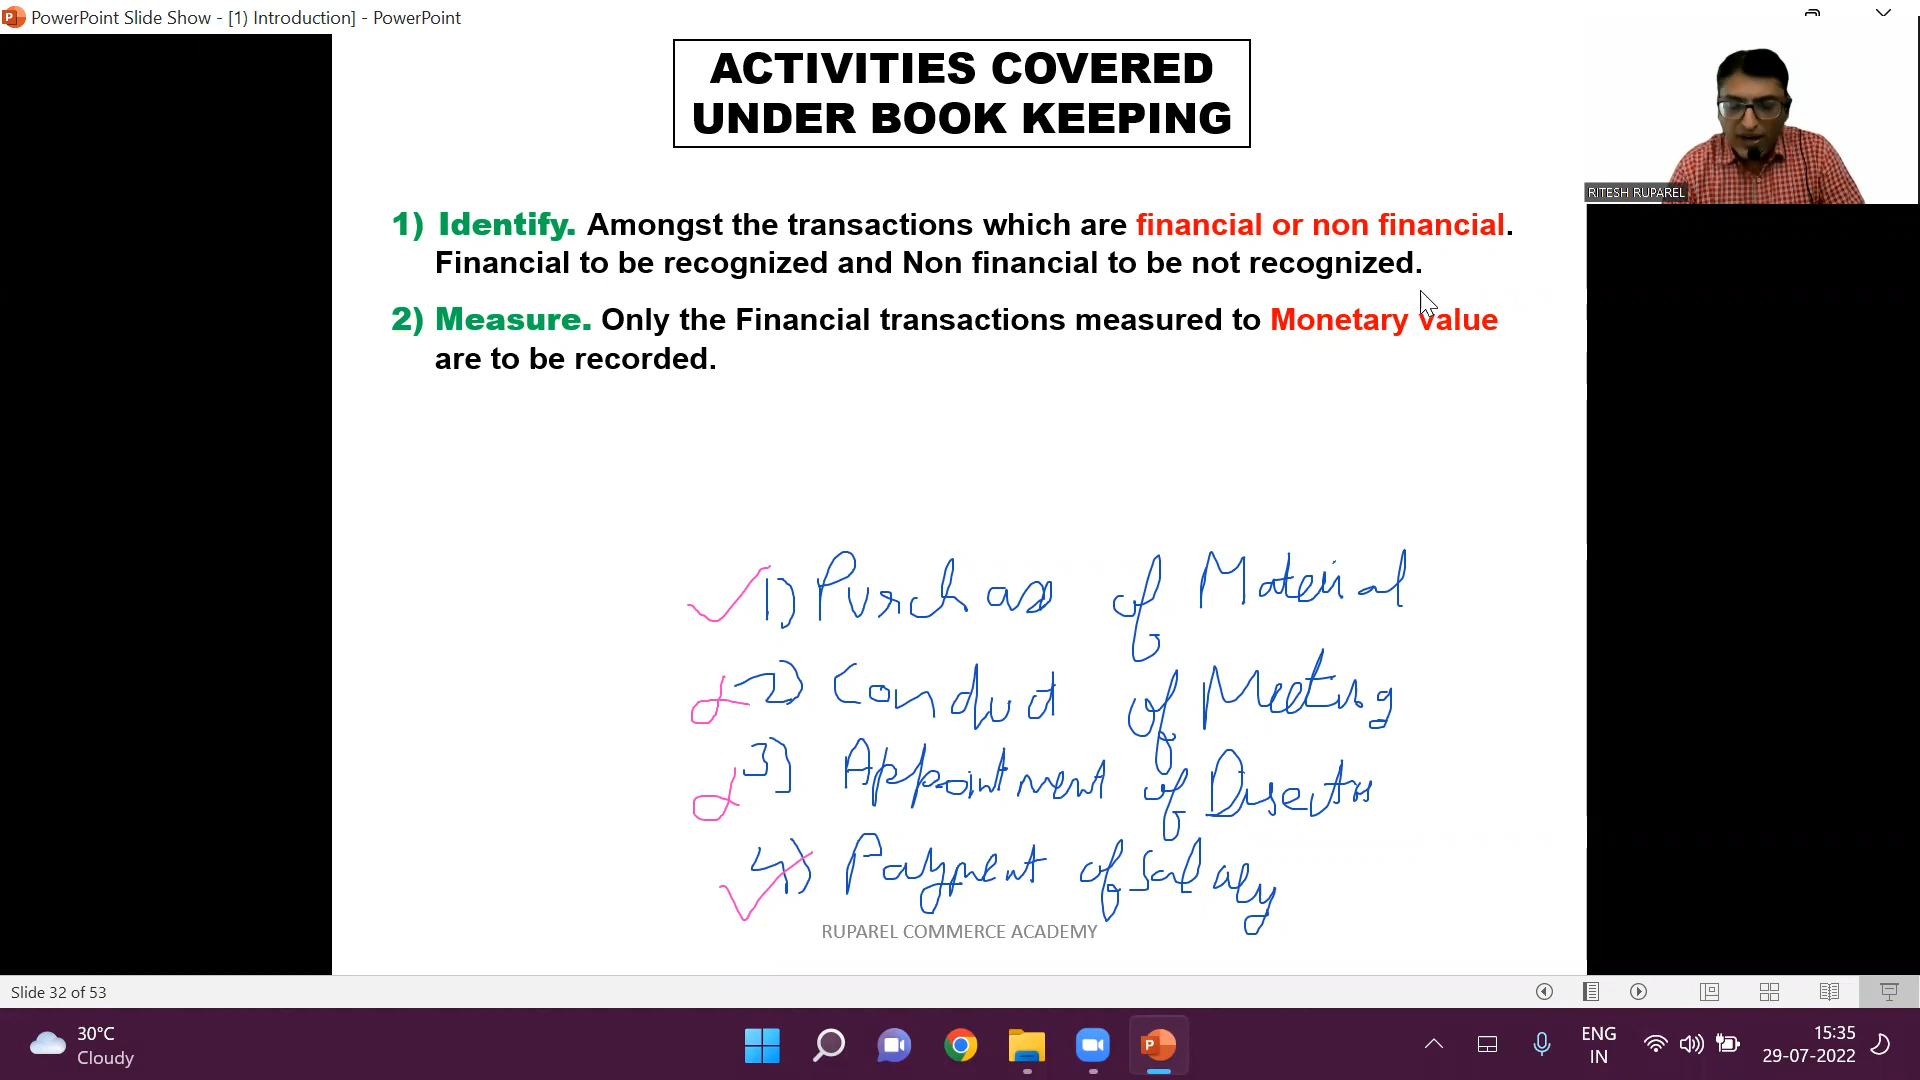 PowerPoint Slide Show - [1) Introduction] - PowerPoint
ACTIVITIES COVERED
UNDER BOOK KEEPING
RITESH RUPAREL
1) Identify. Amongst the transactions which are financial or non financial.
Financial to be recognized and Non financial to be not recognized.
2) Measure. Only the Financial transactions measured to Monetary value
are to be recorded.
1) Purchase of Material
2) Conduct of Meeting
3) Appointment of Directors
4) Payment of Salary
RUPAREL COMMERCE ACADEMY
Slide 32 of 53
30°C
Cloudy
ENG
IN
15:35
29-07-2022